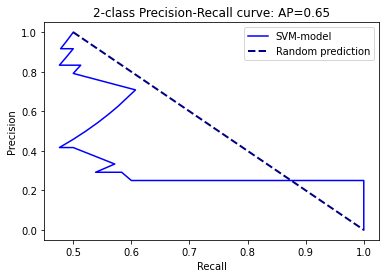 2-class Precision-Recall curve: AP=0.65
SVM-model
Random prediction
Precision
1.0
0.8
0.6
0.4
0.2
0.0
0.5
0.6
0.7
0.8
0.9
1.0
Recall